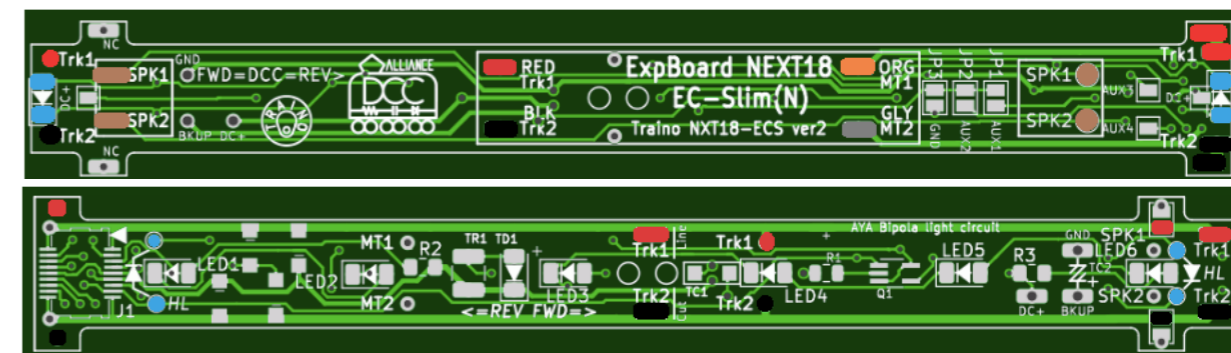 NC
Trk1
GND
SPK1
FWD=DCC=REV>
DC+
SPK2
BKUP DC+
Trk2
NC
TRAINO
ALLIANCE
DCC
RED
Trk1
BLK
Trk2
ExpBoard NEXT18
EC-Slim(N)
Traino NXT18-ECS ver2
ORG
MT1
GLY
MT2
JP3
JP2
JP1
GND
AUX2
AUX1
SPK1
SPK2
AUX3
AUX4
Trk1
Trk2
J1
HL
LED1
LED2
MT1
MT2
R2
TR1 TD1
+
LED3
<=REV FWD=>
Trk1
Line
Trk2
Cut
TC1
Trk1
Trk2
LED4
+
R1
Q1
AYA Bipola light circuit
LED5
R3
DC+
GND
BKUP
+
SPK1
LED6
SPK2
Trk1
HL
Trk2